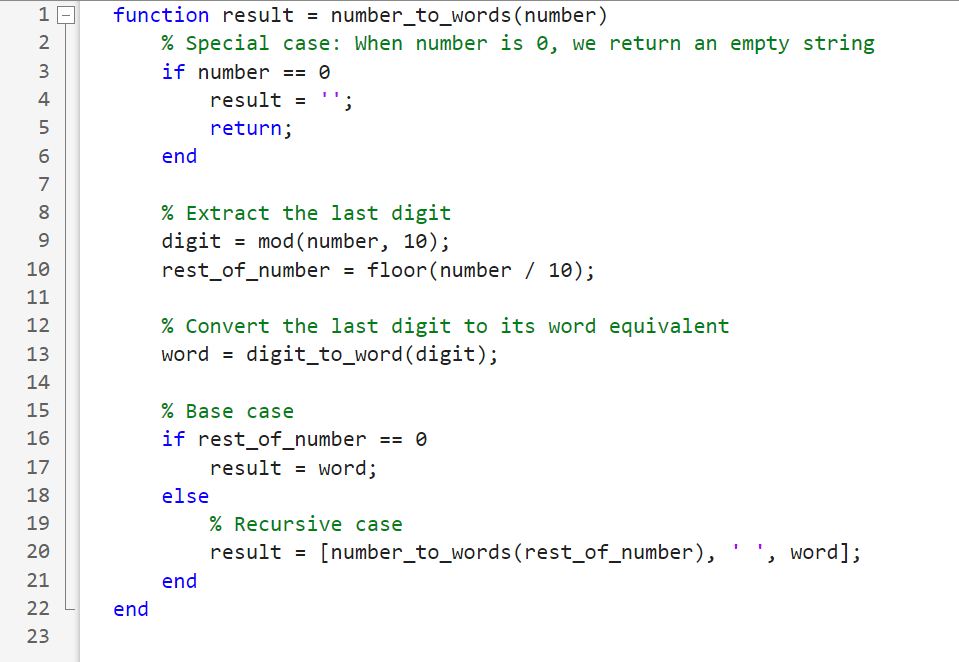 1 function result = number_to_words(number)
2     % Special case: When number is 0, we return an empty string
3     if number == 0
4         result = '';
5         return;
6     end
7
8     % Extract the last digit
9     digit = mod(number, 10);
10     rest_of_number = floor(number / 10);
11
12     % Convert the last digit to its word equivalent
13     word = digit_to_word(digit);
14
15     % Base case
16     if rest_of_number == 0
17         result = word;
18     else
19         % Recursive case
20         result = [number_to_words(rest_of_number), ' ', word];
21     end
22 end
23